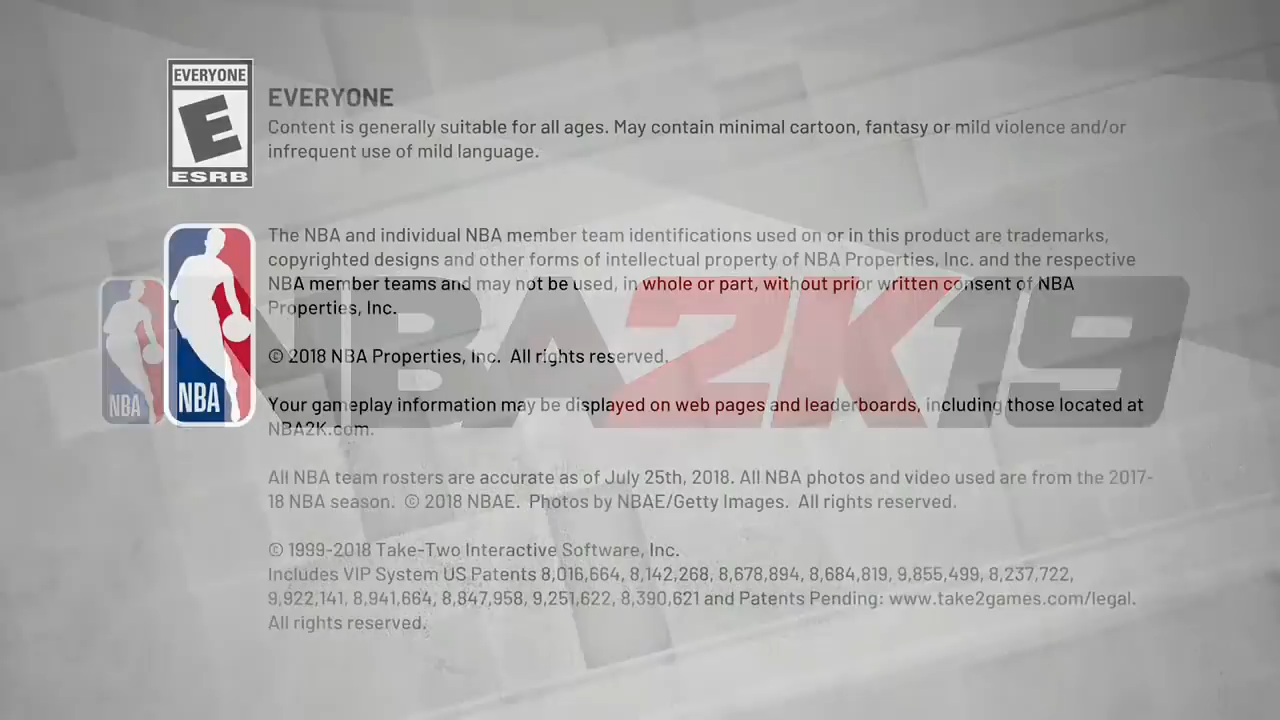 EVERYONE
E
ESRB
EVERYONE
Content is generally suitable for all ages. May contain minimal cartoon, fantasy or mild violence and/or
infrequent use of mild language.
The NBA and individual NBA member team identifications used on or in this product are trademarks,
copyrighted designs and other forms of intellectual property of NBA Properties, Inc. and the respective
NBA member teams and may not be used, in whole or part, without prior written consent of NBA
Properties, Inc.
NBA
NBA
NBA2K19
© 2018 NBA Properties, Inc.  All rights reserved.
Your gameplay information may be displayed on web pages and leaderboards, including those located at
NBA2K.com.
All NBA team rosters are accurate as of July 25th, 2018. All NBA photos and video used are from the 2017-
18 NBA season.  © 2018 NBAE.  Photos by NBAE/Getty Images.  All rights reserved.
© 1999-2018 Take-Two Interactive Software, Inc.
Includes VIP System US Patents 8,016,664, 8,142,268, 8,678,894, 8,684,819, 9,855,499, 8,237,722,
9,922,141, 8,941,664, 8,847,958, 9,251,622, 8,390,621 and Patents Pending: www.take2games.com/legal.
All rights reserved.